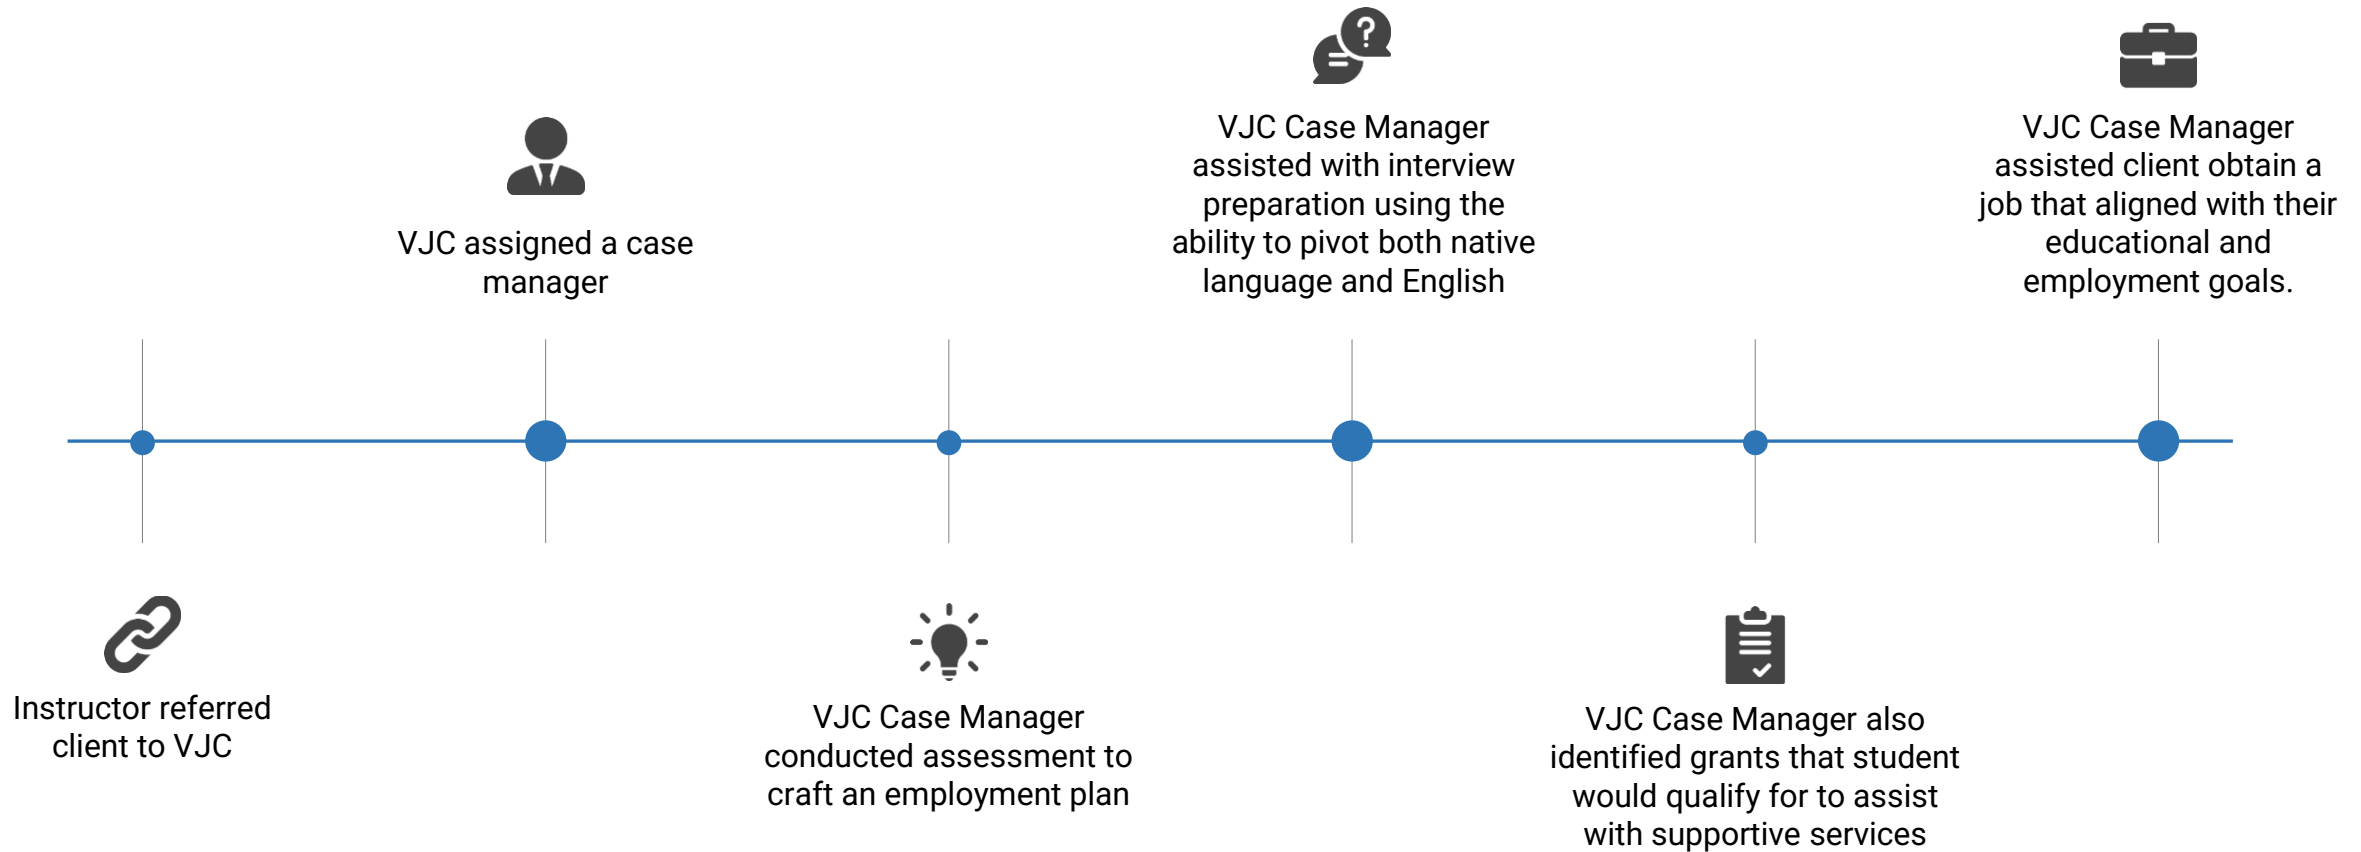 Instructor referred
client to VJC
VJC assigned a case
manager
VJC Case Manager
conducted assessment to
craft an employment plan
VJC Case Manager
assisted with interview
preparation using the
ability to pivot both native
language and English
VJC Case Manager also
identified grants that student
would qualify for to assist
with supportive services
VJC Case Manager
assisted client obtain a
job that aligned with their
educational and
employment goals.